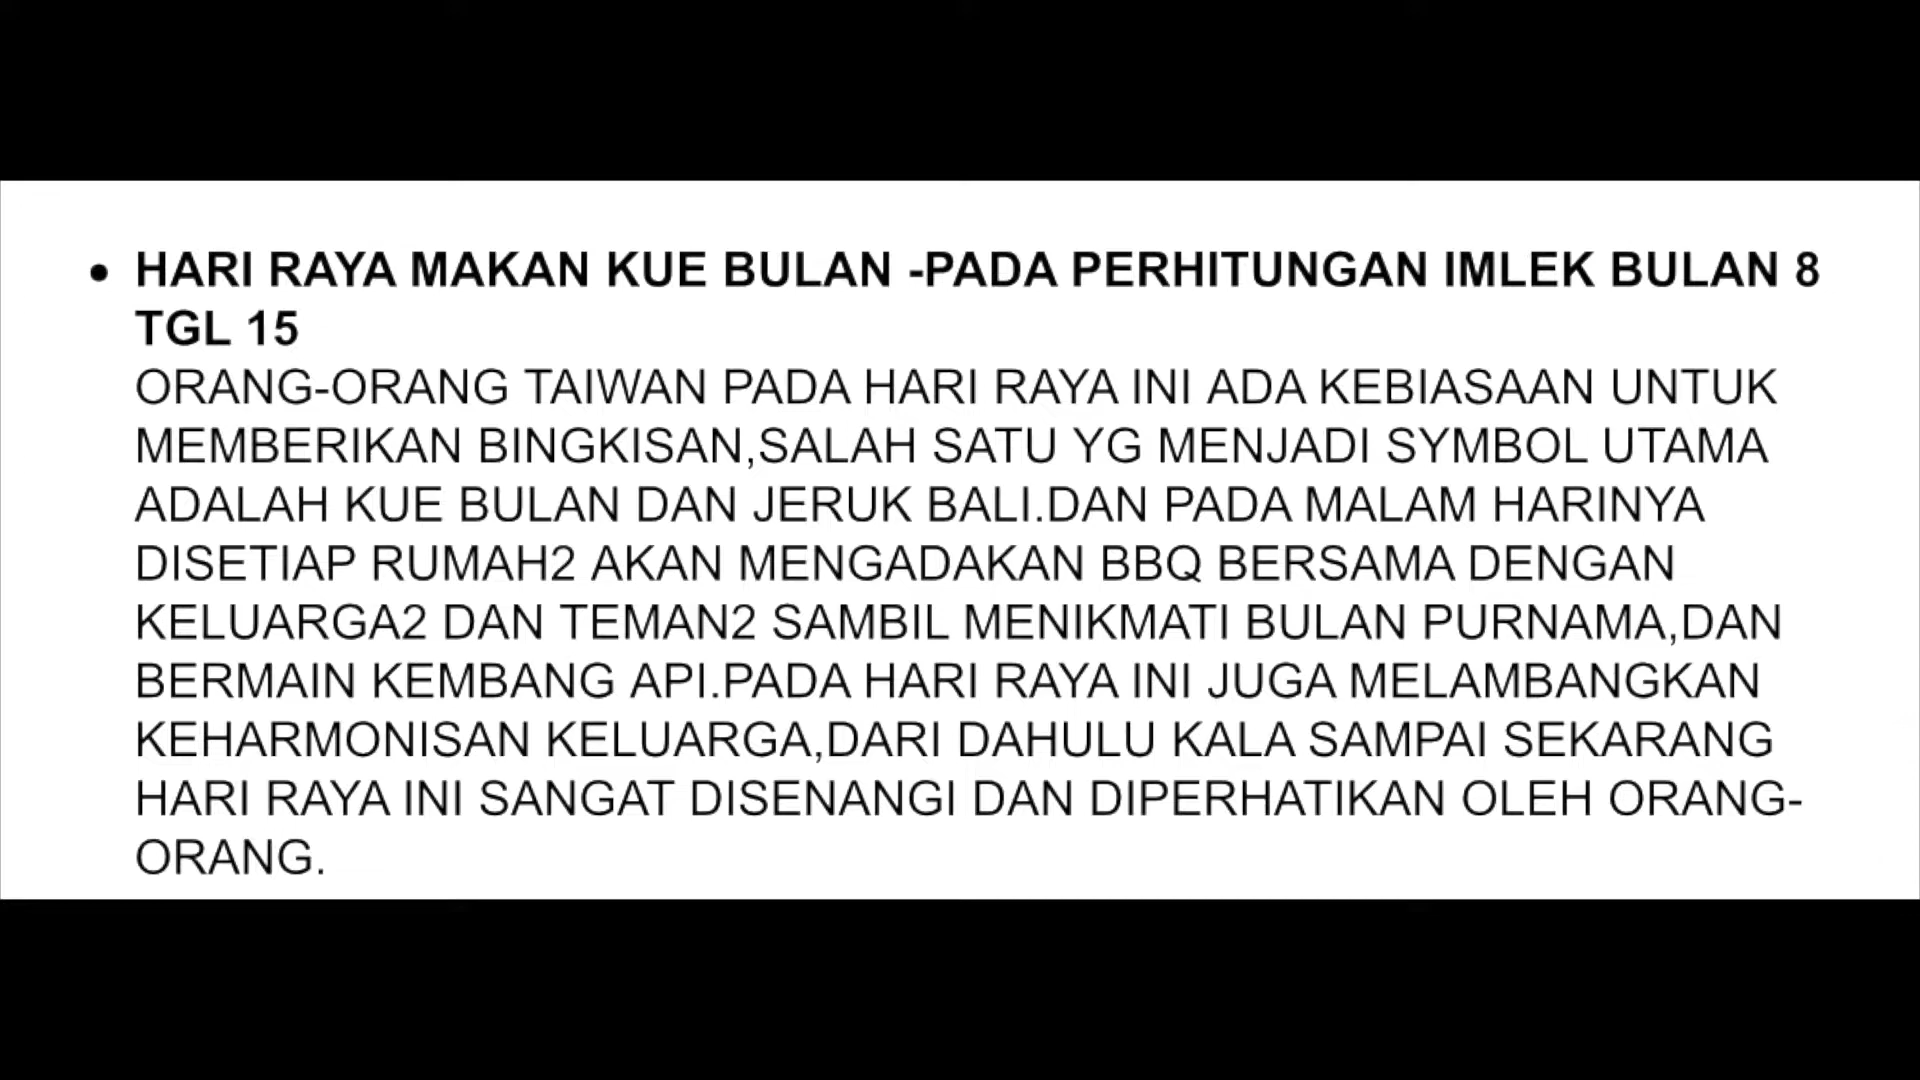 • HARI RAYA MAKAN KUE BULAN -PADA PERHITUNGAN IMLEK BULAN 8
TGL 15
ORANG-ORANG TAIWAN PADA HARI RAYA INI ADA KEBIASAAN UNTUK
MEMBERIKAN BINGKISAN,SALAH SATU YG MENJADI SYMBOL UTAMA
ADALAH KUE BULAN DAN JERUK BALI.DAN PADA MALAM HARINYA
DISETIAP RUMAH2 AKAN MENGADAKAN BBQ BERSAMA DENGAN
KELUARGA2 DAN TEMAN2 SAMBIL MENIKMATI BULAN PURNAMA,DAN
BERMAIN KEMBANG API.PADA HARI RAYA INI JUGA MELAMBANGKAN
KEHARMONISAN KELUARGA,DARI DAHULU KALA SAMPAI SEKARANG
HARI RAYA INI SANGAT DISENANGI DAN DIPERHATIKAN OLEH ORANG-
ORANG.